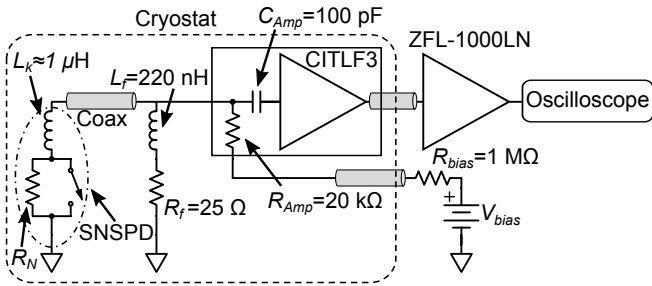 Cryostat
C_Amp=100 pF
ZFL-1000LN
L_k≈1 μH
L_f=220 nH
CITLF3
Coax
Oscilloscope
R_bias=1 MΩ
R_f=25 Ω
R_Amp=20 kΩ
+
V_bias
SNSPD
R_N